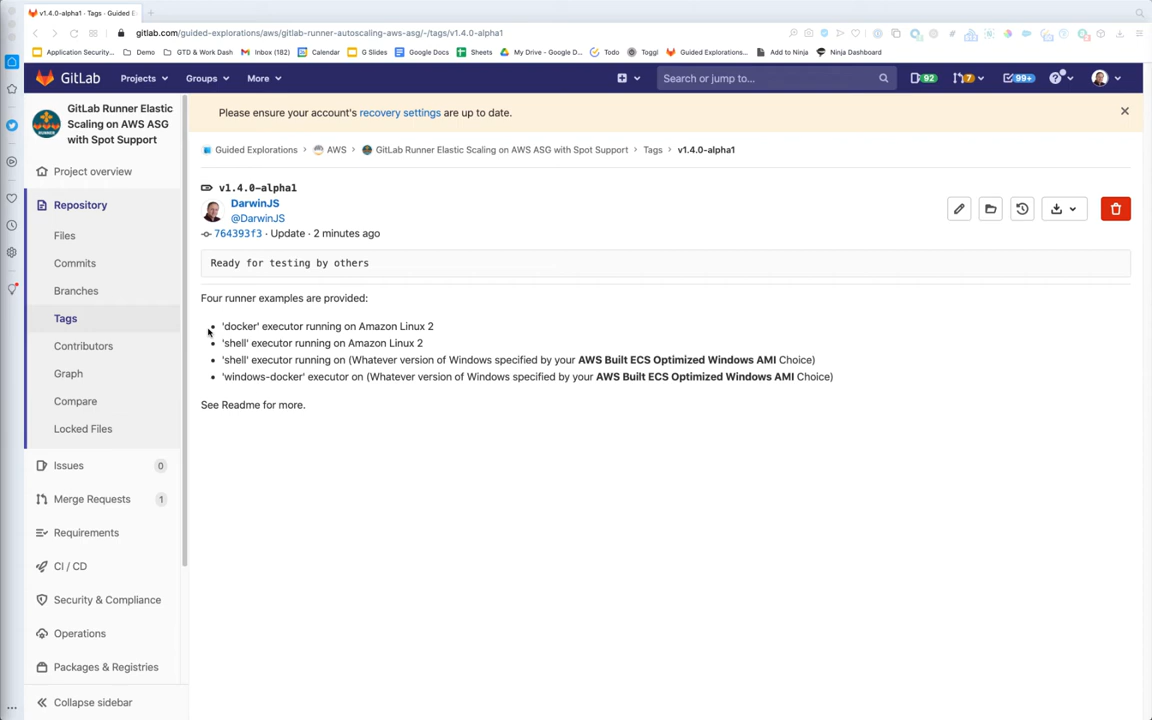 v1.4.0-alpha1 · Tags · Guided E
gitlab.com/guided-explorations/aws/gitlab-runner-autoscaling-aws-asg/-/tags/v1.4.0-alpha1
Application Security...
Demo
GTD & Work Dash
Inbox (182)
Calendar
G Slides
Google Docs
Sheets
My Drive - Google D...
Todo
Toggl
Guided Explorations...
Add to Ninja
Ninja Dashboard
GitLab
Projects
Groups
More
Search or jump to...
92
7
99+
GitLab Runner Elastic
Scaling on AWS ASG
with Spot Support
Project overview
Repository
Files
Commits
Branches
Tags
Contributors
Graph
Compare
Locked Files
Issues 0
Merge Requests 1
Requirements
CI / CD
Security & Compliance
Operations
Packages & Registries
Collapse sidebar
Please ensure your account's recovery settings are up to date.
Guided Explorations > AWS > GitLab Runner Elastic Scaling on AWS ASG with Spot Support > Tags > v1.4.0-alpha1
v1.4.0-alpha1
DarwinJS
@DarwinJS
764393f3 · Update · 2 minutes ago
Ready for testing by others
Four runner examples are provided:
• 'docker' executor running on Amazon Linux 2
• 'shell' executor running on Amazon Linux 2
• 'shell' executor running on (Whatever version of Windows specified by your AWS Built ECS Optimized Windows AMI Choice)
• 'windows-docker' executor on (Whatever version of Windows specified by your AWS Built ECS Optimized Windows AMI Choice)
See Readme for more.